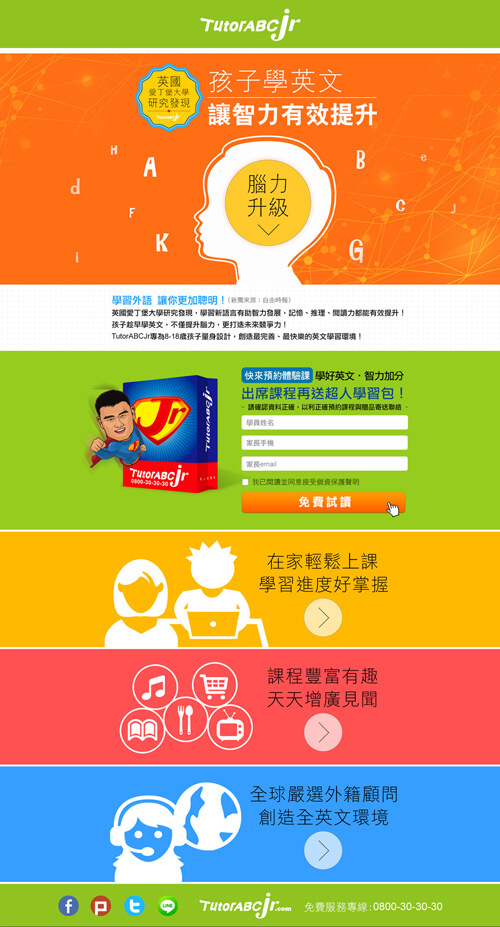 TUTORABCjr
英國
愛丁堡大學
研究發現
TUTORABCjr
孩子學英文
讓智力有效提升
H
A
B
e
d
F
C
J
K
G
i
腦力
升級
學習外語 讓你更加聰明！(新聞來源：自由時報)
英國愛丁堡大學研究發現，學習新語言有助智力發展，記憶、推理、閱讀力都能有效提升！
孩子趁早學英文，不僅提升腦力，更打造未來競爭力！
TutorABCJr專為8-18歲孩子量身設計，創造最完善、最快樂的英文學習環境！
快來預約體驗課 學好英文、智力加分
出席課程再送超人學習包！
- 請確認資料正確，以利正確預約課程與贈品寄送聯絡 -
學員姓名
家長手機
家長email
我已閱讀並同意接受個資保護聲明
免費試讀
Jr
TUTORABCjr
TUTORABCjr
0800-30-30-30
在家輕鬆上課
學習進度好掌握
課程豐富有趣
天天增廣見聞
全球嚴選外籍顧問
創造全英文環境
LINE
TUTORABCjr.com
免費服務專線：0800-30-30-30